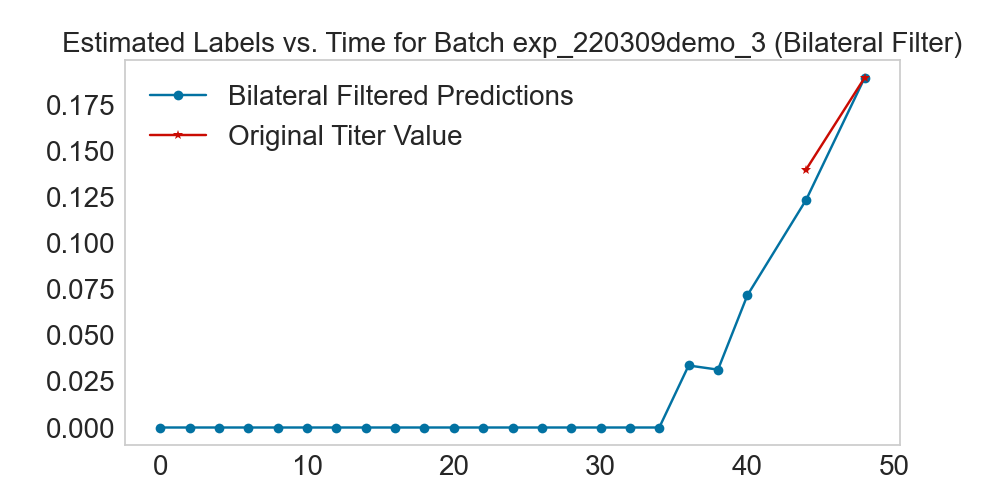 Estimated Labels vs. Time for Batch exp_220309demo_3 (Bilateral Filter)
Bilateral Filtered Predictions
Original Titer Value
0.175
0.150
0.125
0.100
0.075
0.050
0.025
0.000
0 10 20 30 40 50